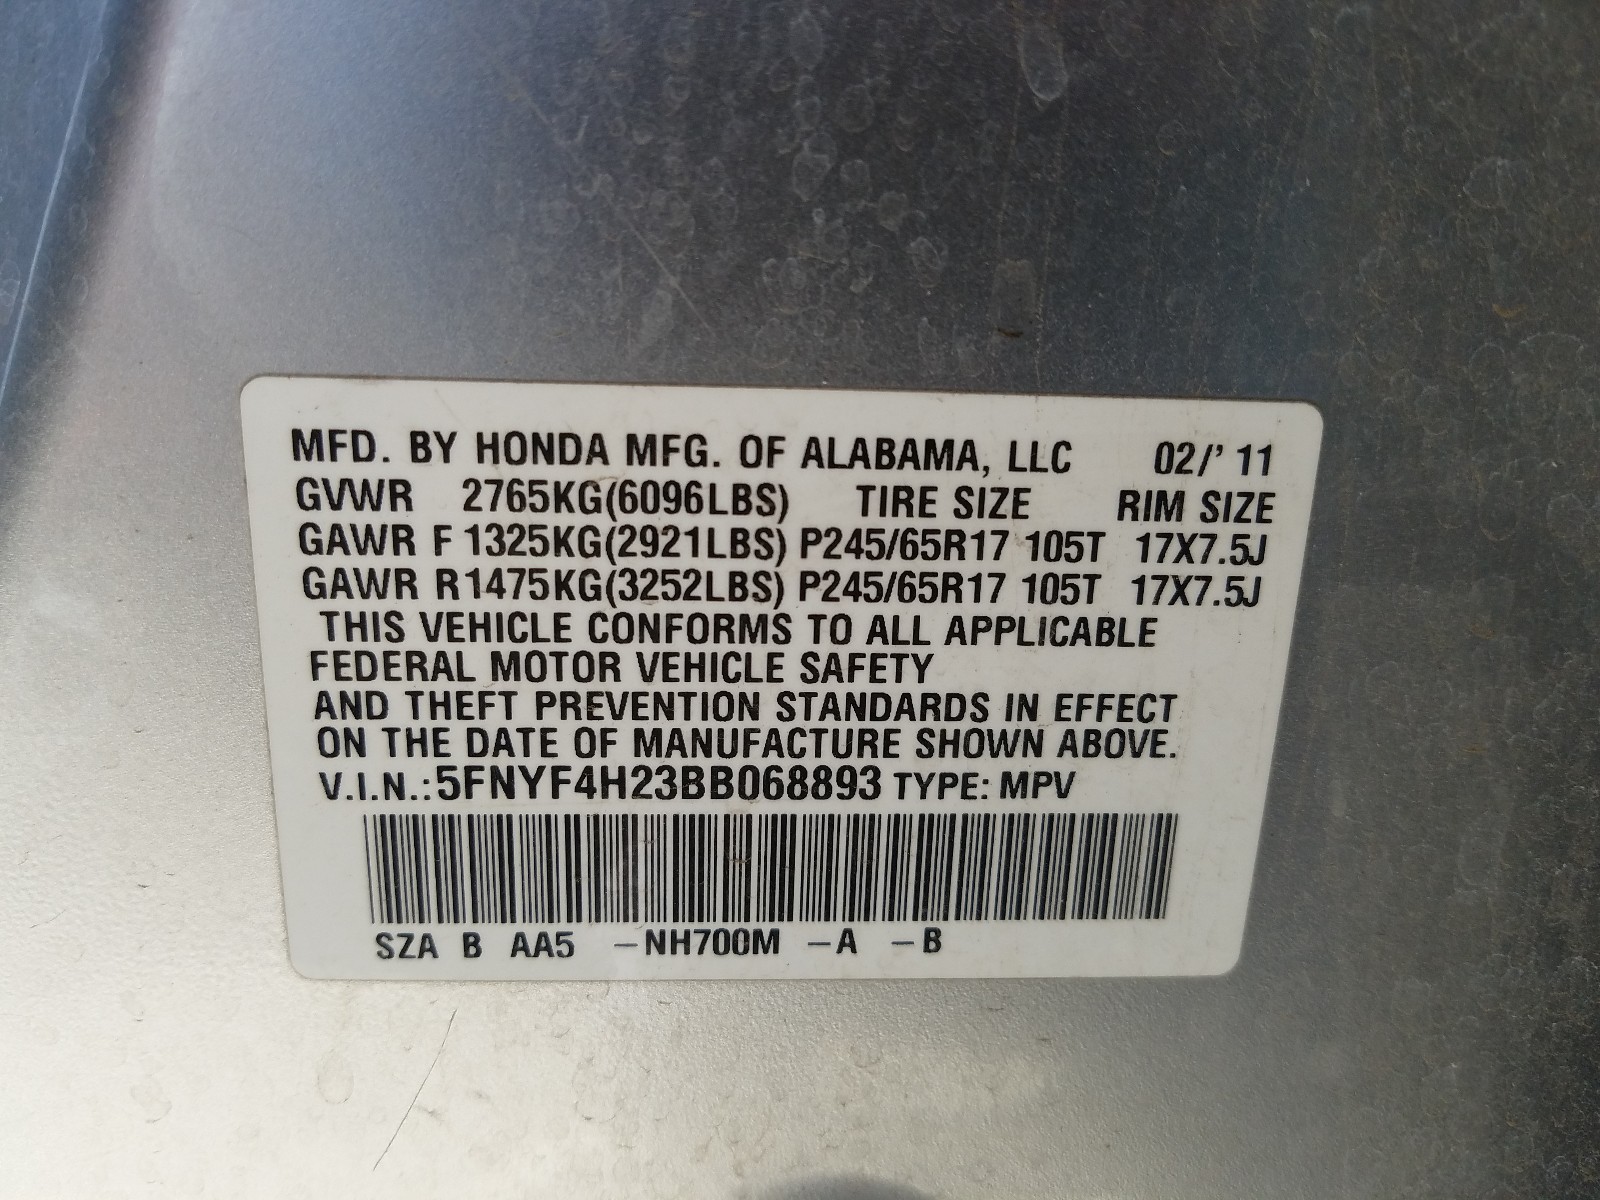 MFD. BY HONDA MFG. OF ALABAMA, LLC 02/' 11
GVWR 2765KG(6096LBS) TIRE SIZE RIM SIZE
GAWR F 1325KG(2921LBS) P245/65R17 105T 17X7.5J
GAWR R 1475KG(3252LBS) P245/65R17 105T 17X7.5J
THIS VEHICLE CONFORMS TO ALL APPLICABLE
FEDERAL MOTOR VEHICLE SAFETY
AND THEFT PREVENTION STANDARDS IN EFFECT
ON THE DATE OF MANUFACTURE SHOWN ABOVE.
V.I.N.: 5FNYF4H23BB068893 TYPE: MPV
SZA B AA5 –NH700M –A –B